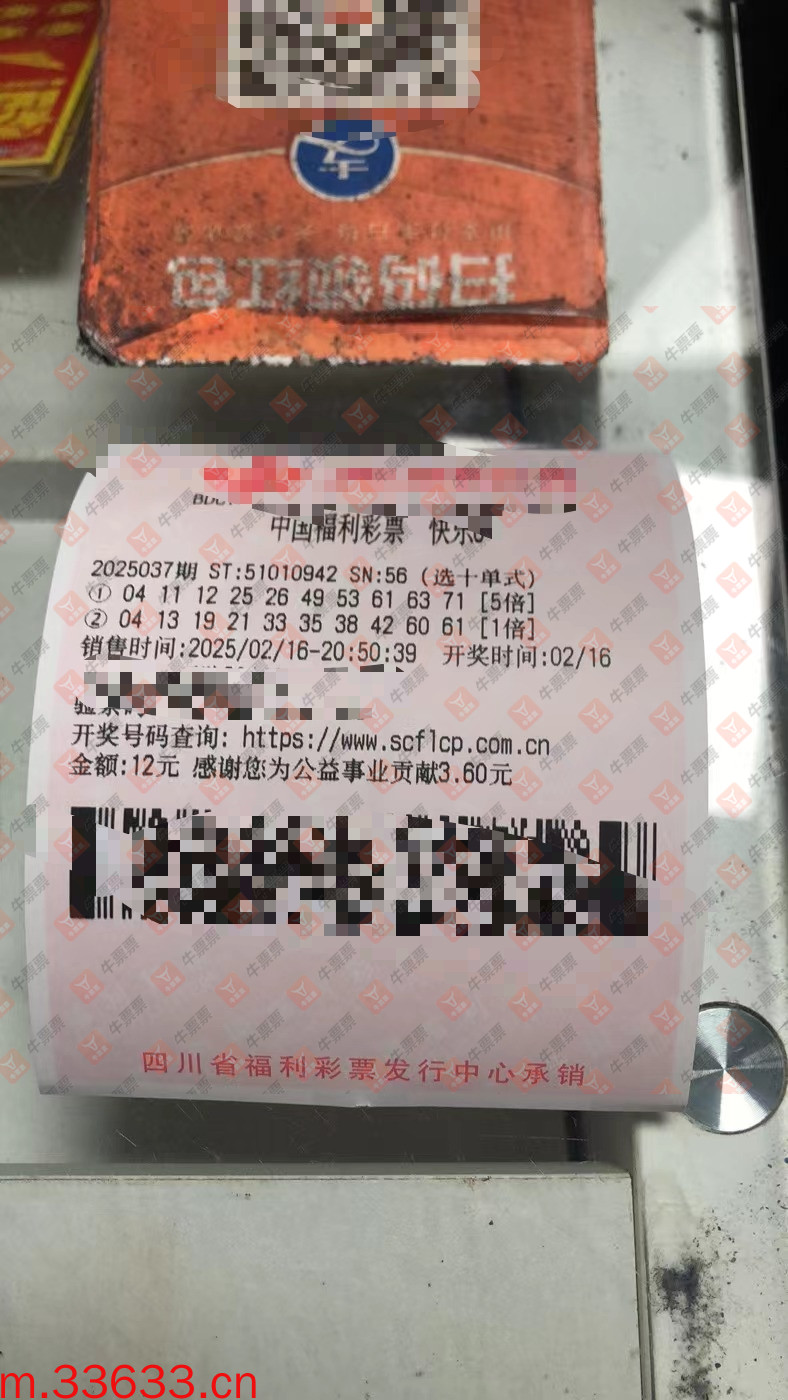 扫码领红包
中国福利彩票 快乐8
2025037期 ST:51010942 SN:56 (选十单式)
① 04 11 12 25 26 49 53 61 63 71 [5倍]
② 04 13 19 21 33 35 38 42 60 61 [1倍]
销售时间:2025/02/16-20:50:39 开奖时间:02/16
开奖号码查询: https://www.scflcp.com.cn
金额:12元 感谢您为公益事业贡献3.60元
四川省福利彩票发行中心承销
牛票票
m.33633.cn